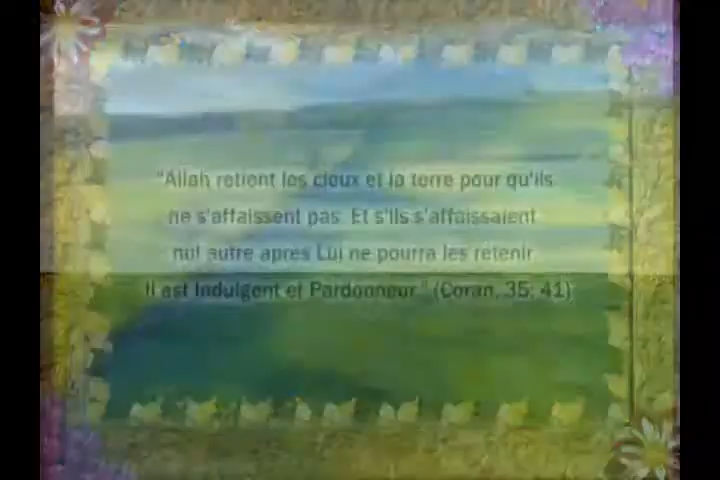 "Allah retient les cieux et la terre pour qu'ils
ne s'affaissent pas. Et s'ils s'affaissaient
nul autre apres Lui ne pourra les retenir
Il est Indulgent et Pardonneur." (Coran, 35: 41)